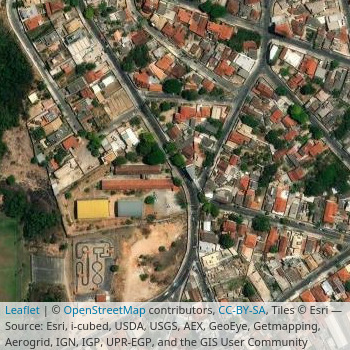 Leaflet | © OpenStreetMap contributors, CC-BY-SA, Tiles © Esri —
Source: Esri, i-cubed, USDA, USGS, AEX, GeoEye, Getmapping,
Aerogrid, IGN, IGP, UPR-EGP, and the GIS User Community